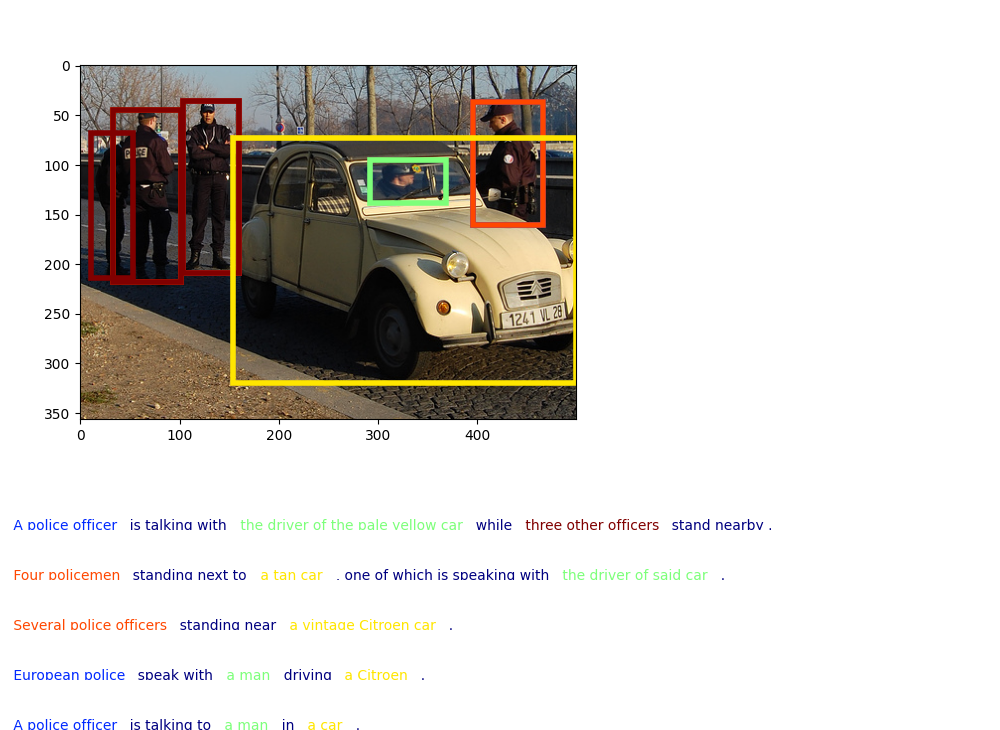 0
50
100
150
200
250
300
350
0 100 200 300 400
POLICE
1241 VL 28
A police officer is talking with the driver of the pale yellow car while three other officers stand nearby .
Four policemen standing next to a tan car , one of which is speaking with the driver of said car .
Several police officers standing near a vintage Citroen car .
European police speak with a man driving a Citroen .
A police officer is talking to a man in a car .